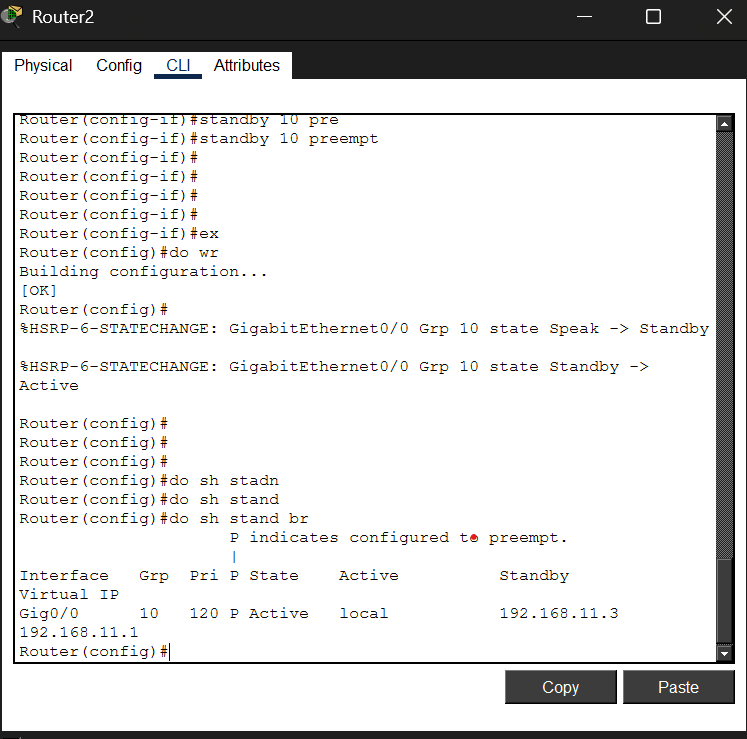 Router2
Physical Config CLI Attributes
Router(config-if)#standby 10 pre
Router(config-if)#standby 10 preempt
Router(config-if)#
Router(config-if)#
Router(config-if)#
Router(config-if)#
Router(config-if)#ex
Router(config)#do wr
Building configuration...
[OK]
Router(config)#
%HSRP-6-STATECHANGE: GigabitEthernet0/0 Grp 10 state Speak -> Standby
%HSRP-6-STATECHANGE: GigabitEthernet0/0 Grp 10 state Standby ->
Active
Router(config)#
Router(config)#
Router(config)#
Router(config)#do sh stadn
Router(config)#do sh stand
Router(config)#do sh stand br
P indicates configured to preempt.
|
Interface Grp Pri P State Active Standby
Virtual IP
Gig0/0 10 120 P Active local 192.168.11.3
192.168.11.1
Router(config)#
Copy Paste